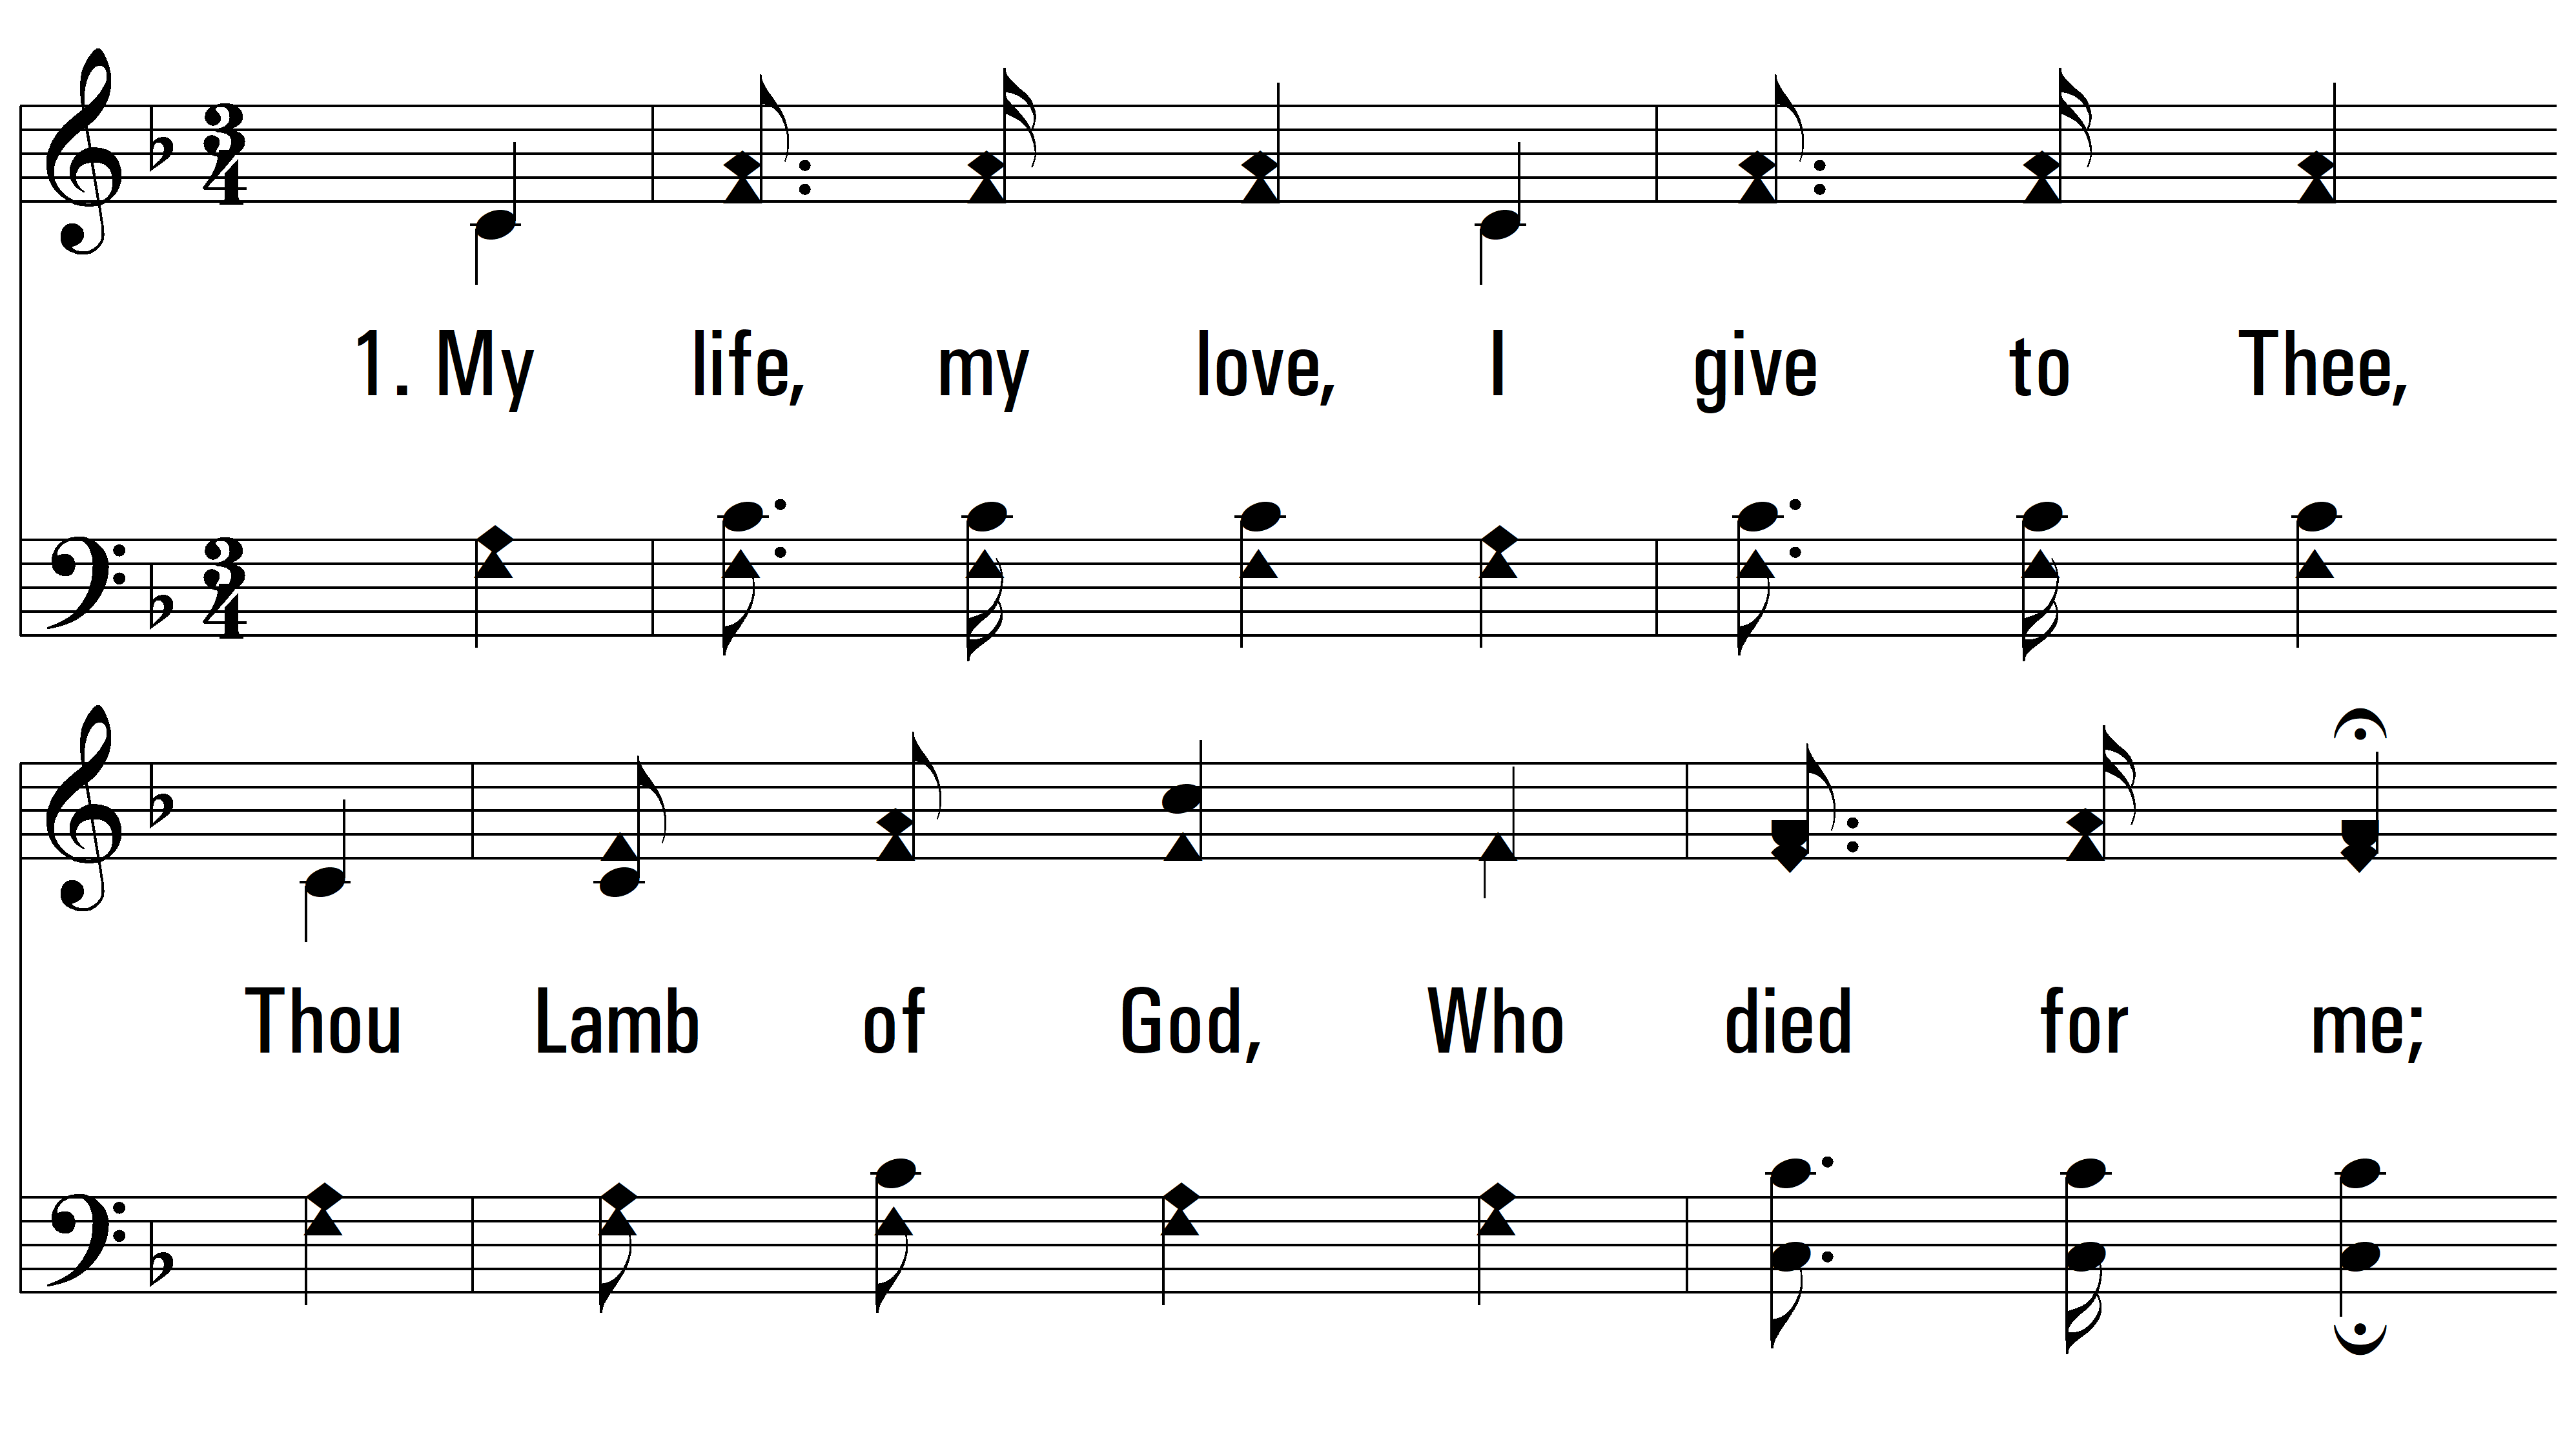 1. My life, my love, I give to Thee,
Thou Lamb of God, Who died for me;